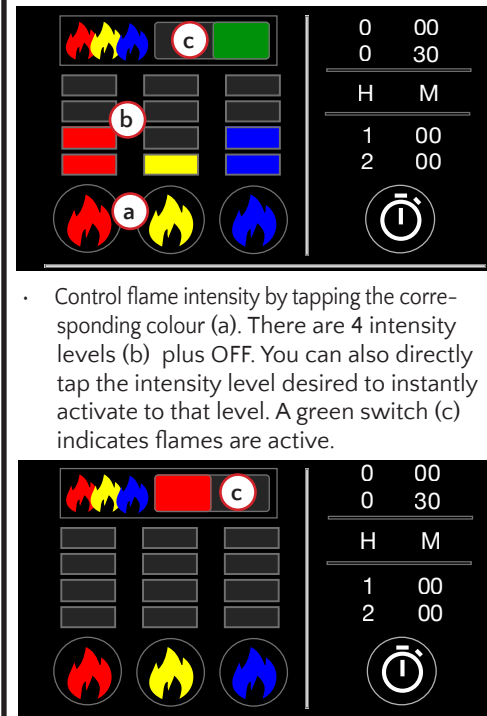 c
0 00
0 30
b
H M
1 00
2 00
a
· Control flame intensity by tapping the corre-
sponding colour (a). There are 4 intensity
levels (b) plus OFF. You can also directly
tap the intensity level desired to instantly
activate to that level. A green switch (c)
indicates flames are active.
c
0 00
0 30
H M
1 00
2 00